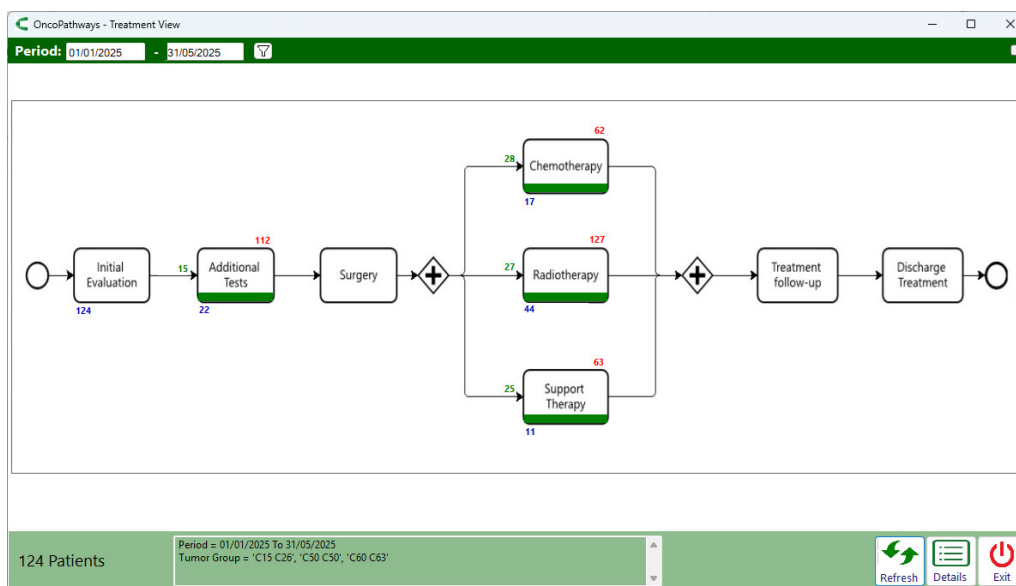 OncoPathways - Treatment View
Period: 01/01/2025 - 31/05/2025
62
28
Chemotherapy
17
112
127
15
Initial
Evaluation
Additional
Tests
Surgery
27
Radiotherapy
Treatment
follow-up
Discharge
Treatment
124
22
44
63
25
Support
Therapy
11
124 Patients
Period = 01/01/2025 To 31/05/2025
Tumor Group = 'C15 C26', 'C50 C50', 'C60 C63'
Refresh
Details
Exit